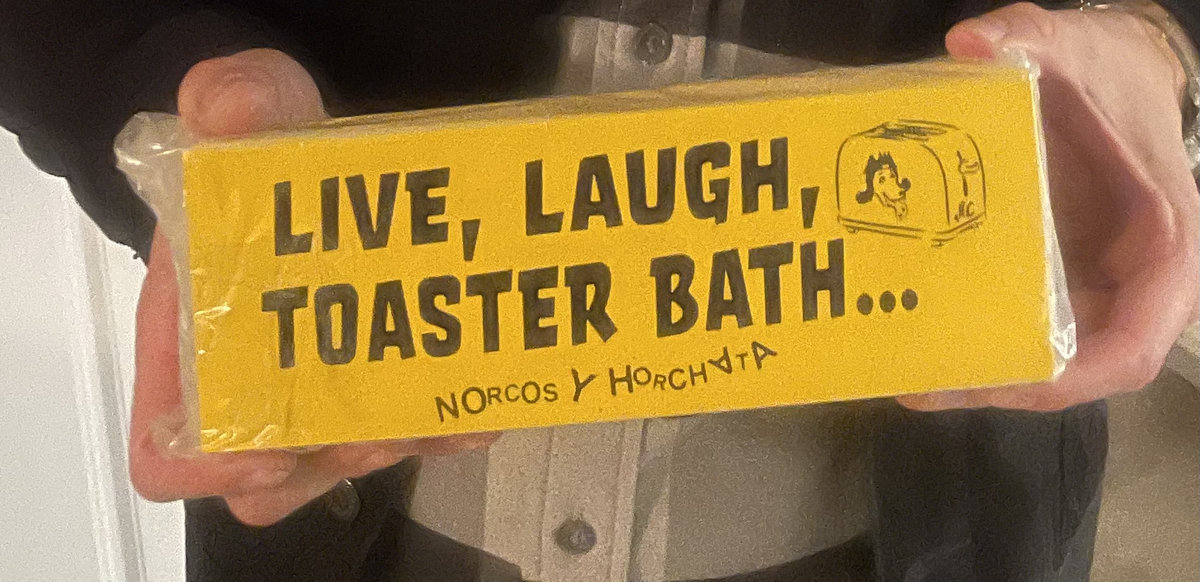 LIVE, LAUGH,
TOASTER BATH...
NORCOS Y HORCHATA